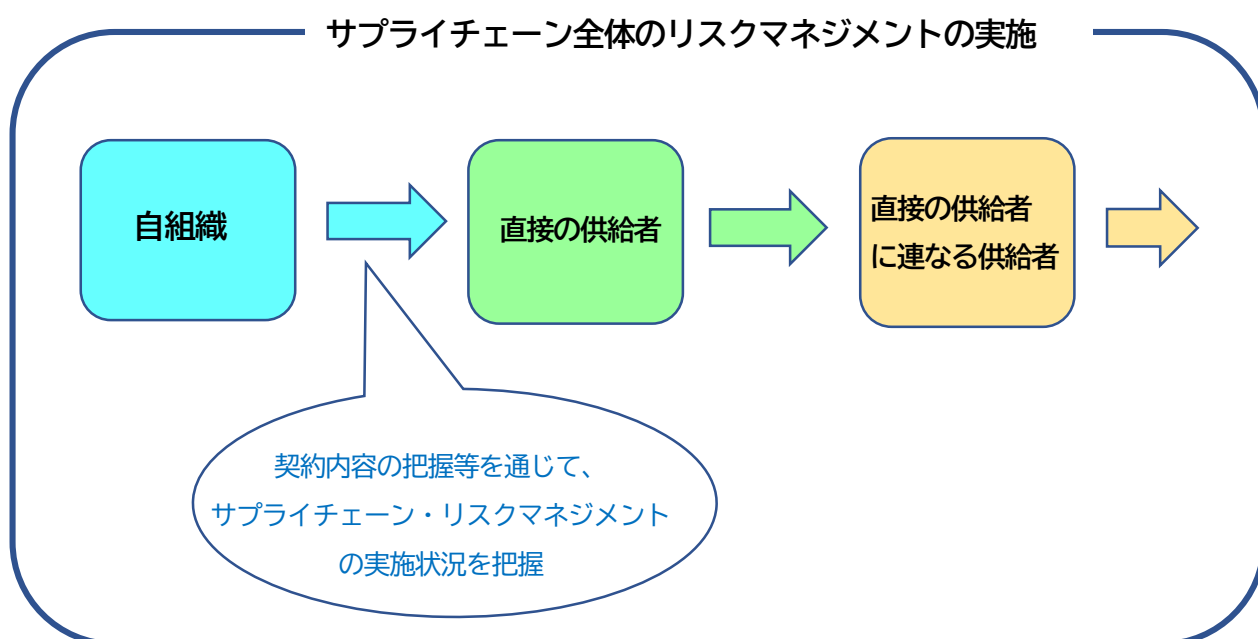 サプライチェーン全体のリスクマネジメントの実施
自組織
直接の供給者
直接の供給者
に連なる供給者
契約内容の把握等を通じて、
サプライチェーン・リスクマネジメント
の実施状況を把握